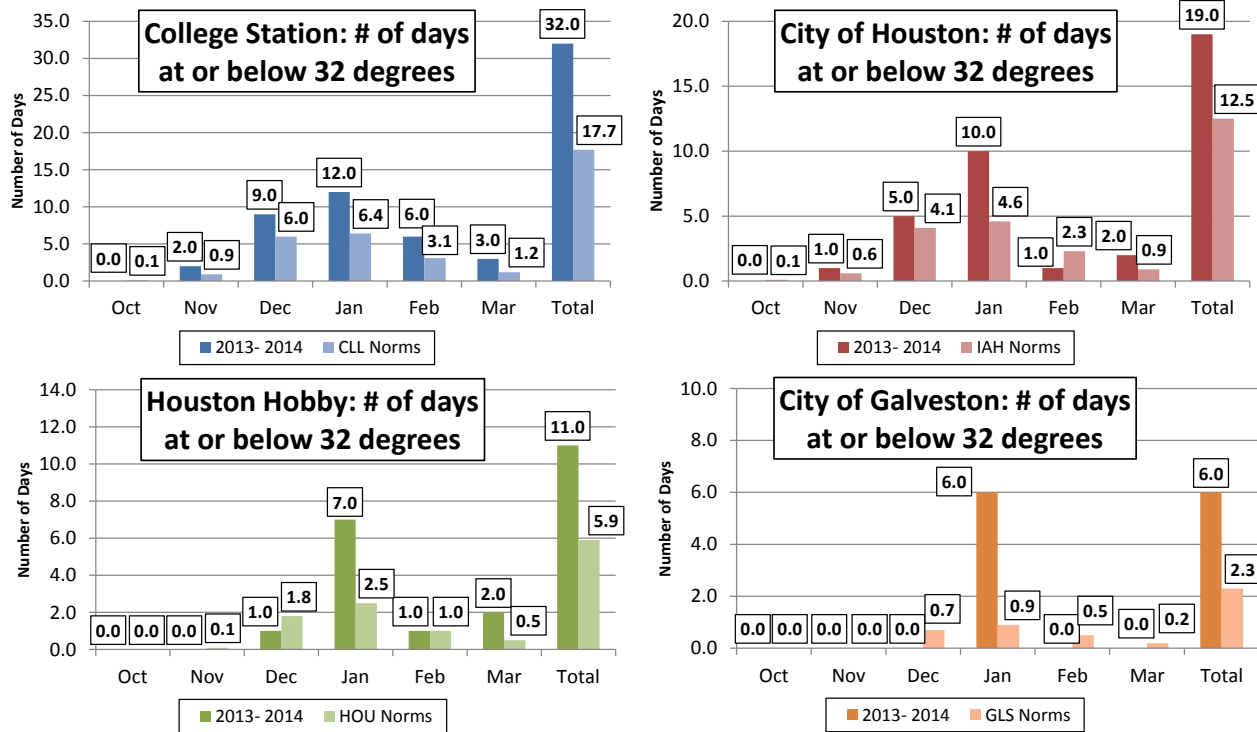 College Station: # of days
at or below 32 degrees
Number of Days
35.0
30.0
25.0
20.0
15.0
10.0
5.0
0.0
0.0 0.1 2.0 0.9 9.0 6.0 12.0 6.4 6.0 3.1 3.0 1.2 32.0 17.7
Oct Nov Dec Jan Feb Mar Total
2013- 2014 CLL Norms
City of Houston: # of days
at or below 32 degrees
Number of Days
20.0
15.0
10.0
5.0
0.0
0.0 0.1 1.0 0.6 5.0 4.1 10.0 4.6 1.0 2.3 2.0 0.9 19.0 12.5
Oct Nov Dec Jan Feb Mar Total
2013- 2014 IAH Norms
Houston Hobby: # of days
at or below 32 degrees
Number of Days
14.0
12.0
10.0
8.0
6.0
4.0
2.0
0.0
0.0 0.0 0.0 0.1 1.0 1.8 7.0 2.5 1.0 1.0 2.0 0.5 11.0 5.9
Oct Nov Dec Jan Feb Mar Total
2013- 2014 HOU Norms
City of Galveston: # of days
at or below 32 degrees
Number of Days
10.0
8.0
6.0
4.0
2.0
0.0
0.0 0.0 0.0 0.0 0.0 0.7 6.0 0.9 0.0 0.5 0.0 0.2 6.0 2.3
Oct Nov Dec Jan Feb Mar Total
2013- 2014 GLS Norms